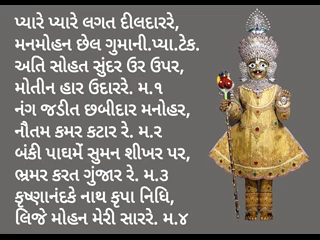 પ્યારે પ્યારે લગત દીલદારરે,
મનમોહન છેલ ગુમાની.પ્યા.ટેક.
અતિ સોહત સુંદર ઉર ઉપર,
મોતીન હાર ઉદારરે. મ.૧
નંગ જડીત છબીદાર મનોહર,
નૌતમ કમર કટાર રે. મ.૨
બંકી પાઘમેં સુમન શીખર પર,
ભ્રમર કરત ગુંજાર રે. મ.૩
કૃષ્ણાનંદકે નાથ કૃપા નિધિ,
લિજે મોહન મેરી સારરે. મ.૪